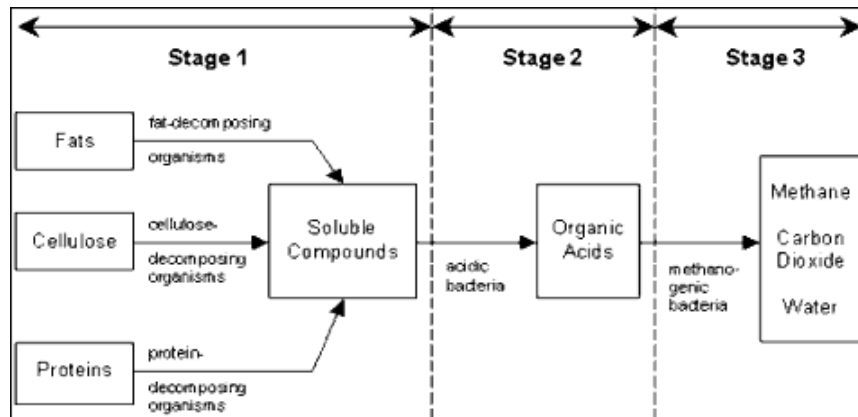 Stage 1
Stage 2
Stage 3
Fats
fat-decomposing
organisms
Cellulose
cellulose-
decomposing
organisms
Proteins
protein-
decomposing
organisms
Soluble
Compounds
acidic
bacteria
Organic
Acids
methano-
genic
bacteria
Methane
Carbon
Dioxide
Water